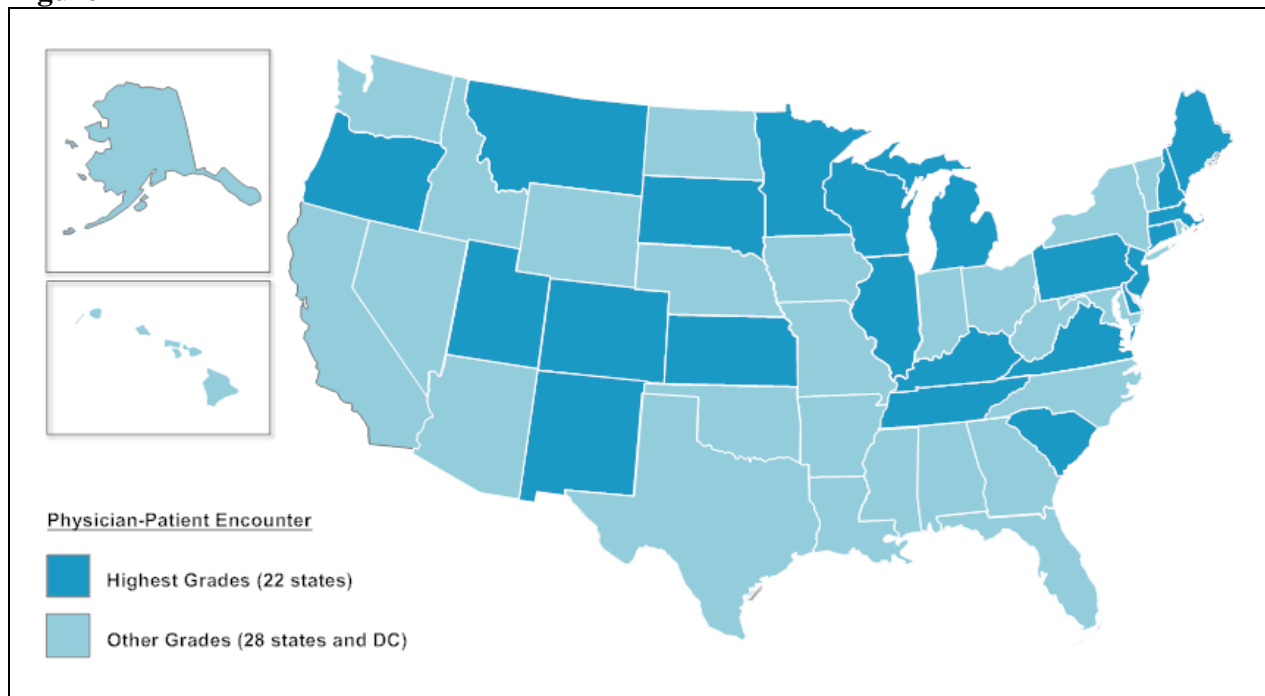 Physician-Patient Encounter
Highest Grades (22 states)
Other Grades (28 states and DC)